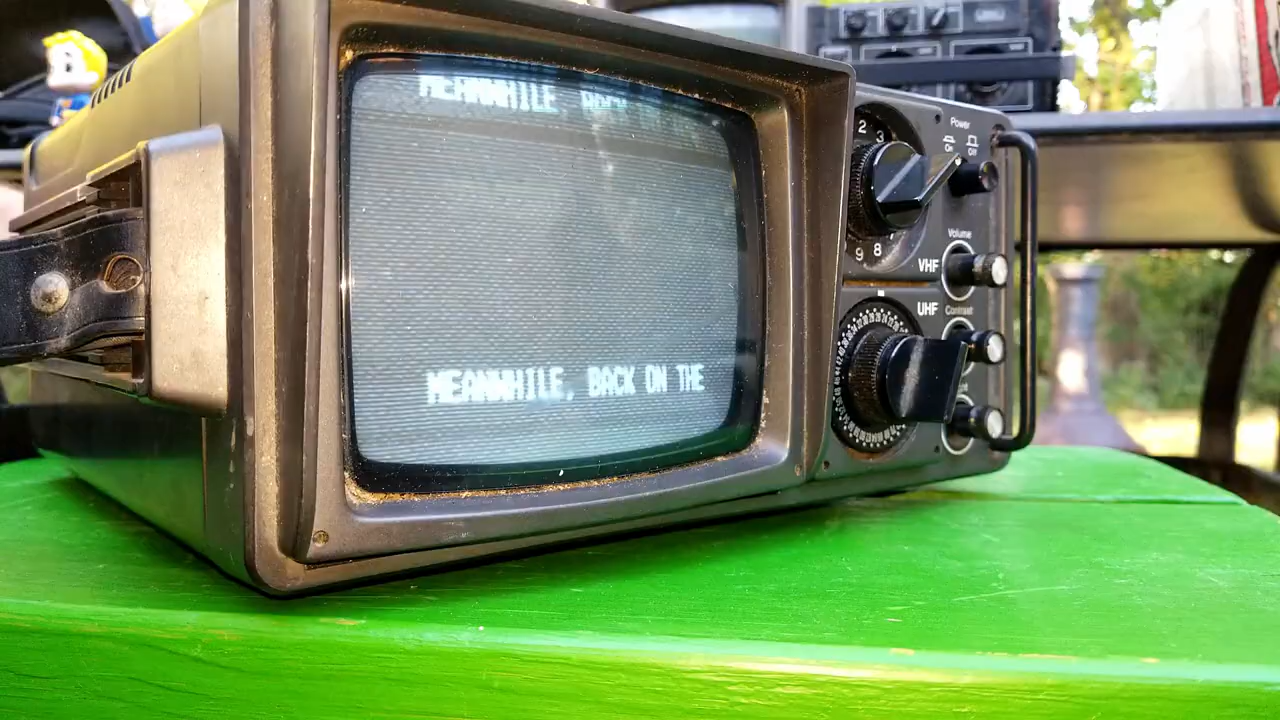 MEANWHILE
MEANWHILE, BACK ON THE
2 3
9 8
Power
On Off
Volume
VHF
UHF
Contrast